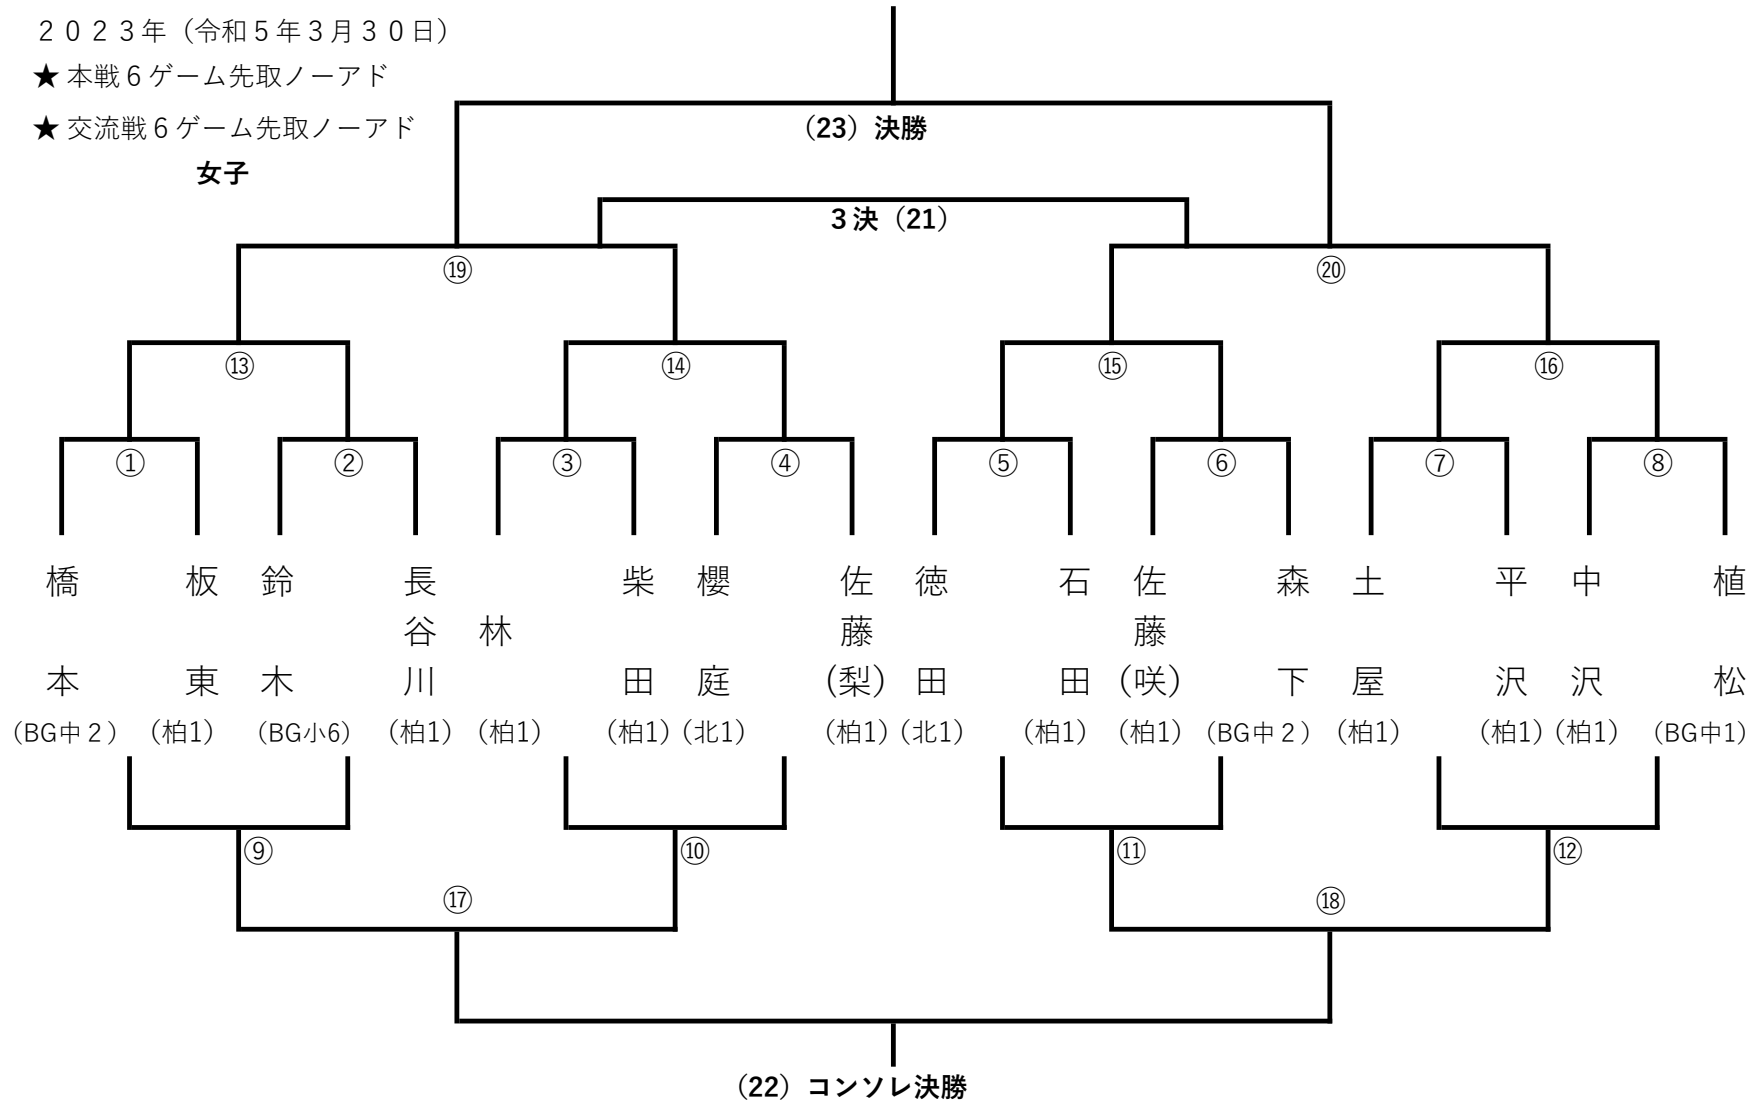 ２０２３年（令和５年３月３０日）
★ 本戦６ゲーム先取ノーアド
★ 交流戦６ゲーム先取ノーアド
女子
（23）決勝
３決（21）
⑲ ⑳
⑬ ⑭ ⑮ ⑯
① ② ③ ④ ⑤ ⑥ ⑦ ⑧
橋本 板東 鈴木 長谷川 林 柴田 櫻庭 佐藤(梨) 徳田 石田 佐藤(咲) 森下 土屋 平沢 中沢 植松
(BG中２) (柏1) (BG小6) (柏1) (柏1) (柏1) (北1) (柏1) (北1) (柏1) (柏1) (BG中２) (柏1) (柏1) (柏1) (BG中1)
⑨ ⑩ ⑪ ⑫
⑰ ⑱
（22）コンソレ決勝